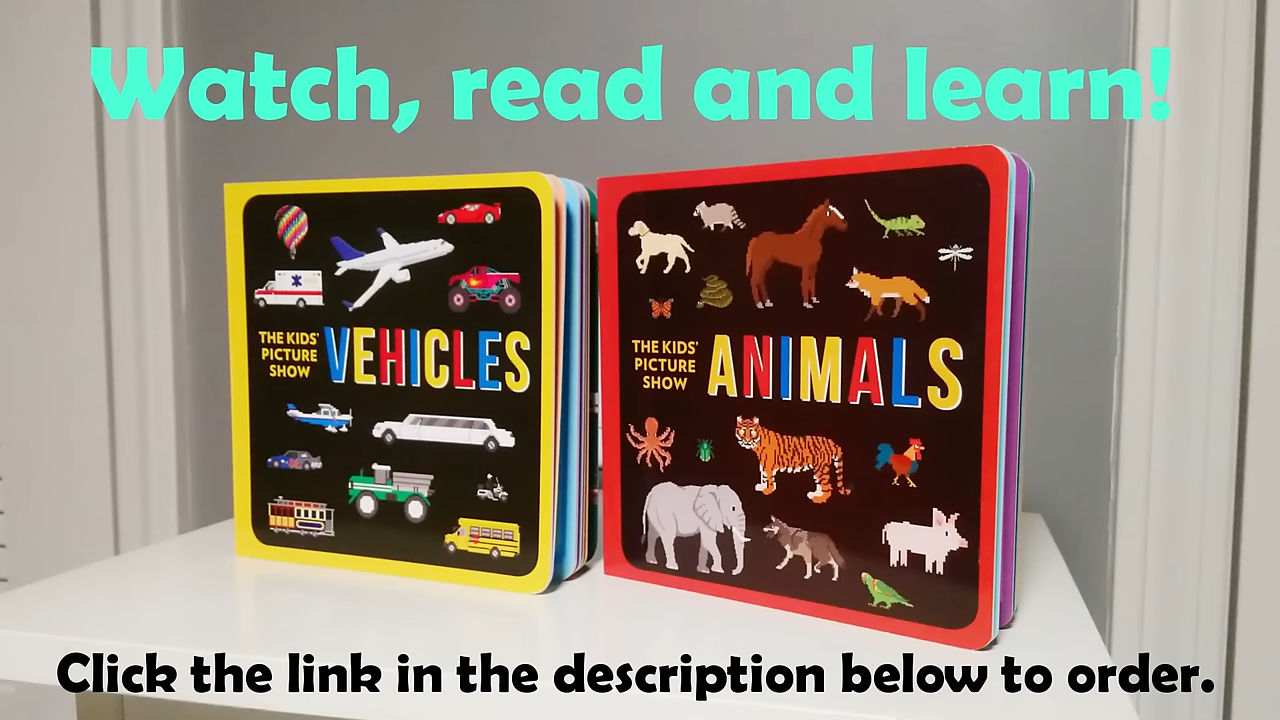 Watch, read and learn!
THE KIDS'
PICTURE
SHOW
VEHICLES
THE KIDS'
PICTURE
SHOW
ANIMALS
Click the link in the description below to order.